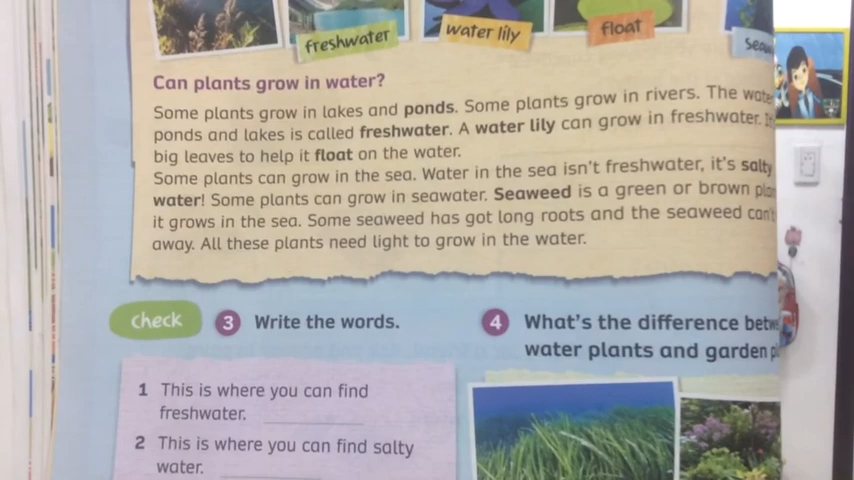 freshwater
water lily
float
Can plants grow in water?
Some plants grow in lakes and ponds. Some plants grow in rivers. The
ponds and lakes is called freshwater. A water lily can grow in freshwater.
big leaves to help it float on the water.
Some plants can grow in the sea. Water in the sea isn't freshwater, it's salty
water! Some plants can grow in seawater. Seaweed is a green or brown
it grows in the sea. Some seaweed has got long roots and the seaweed
away. All these plants need light to grow in the water.
check
3 Write the words.
1 This is where you can find
freshwater.
2 This is where you can find salty
water.
4 What's the difference
water plants and garden